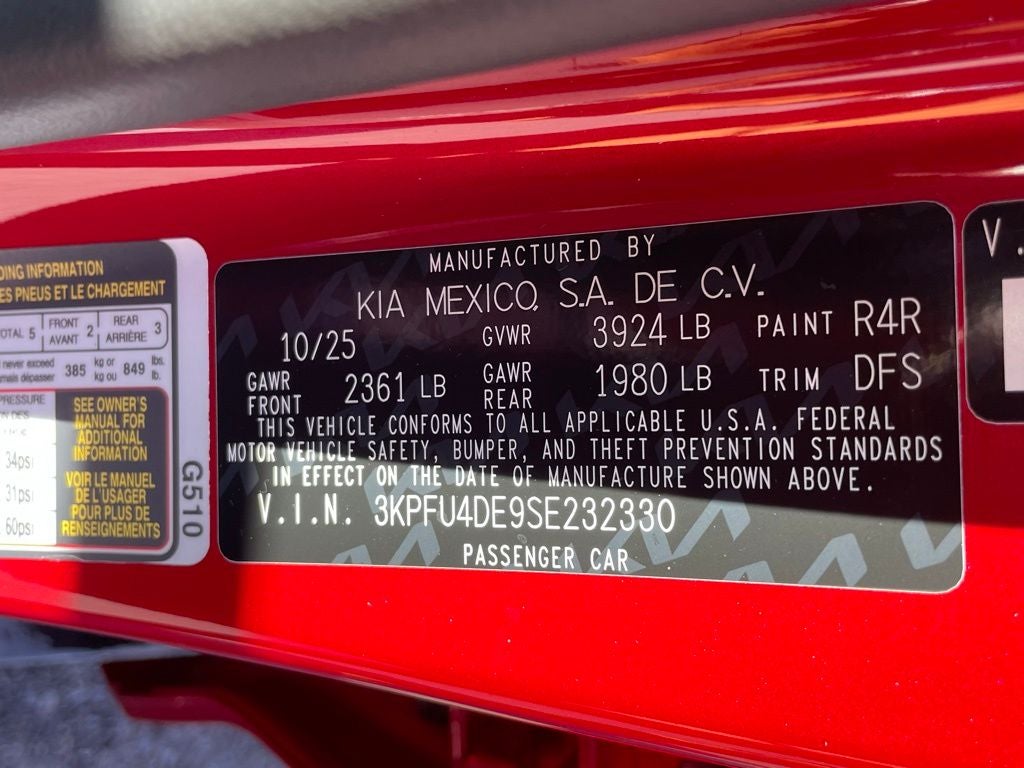 DING INFORMATION
ES PNEUS ET LE CHARGEMENT
OTAL 5 FRONT AVANT 2 REAR ARRIÈRE 3
never exceed
mais dépasser 385 kg or kg ou 849 lbs. lb.
PRESSURE
SEE OWNER'S
MANUAL FOR
ADDITIONAL
INFORMATION
34psi
31psi
60psi
VOIR LE MANUEL
DE L'USAGER
POUR PLUS DE
RENSEIGNEMENTS
G510
MANUFACTURED BY
KIA MEXICO, S.A. DE C.V.
10/25 GVWR 3924 LB PAINT R4R
GAWR FRONT 2361 LB GAWR REAR 1980 LB TRIM DFS
THIS VEHICLE CONFORMS TO ALL APPLICABLE U.S.A. FEDERAL
MOTOR VEHICLE SAFETY, BUMPER, AND THEFT PREVENTION STANDARDS
IN EFFECT ON THE DATE OF MANUFACTURE SHOWN ABOVE.
V.I.N. 3KPFU4DE9SE232330
PASSENGER CAR
V.